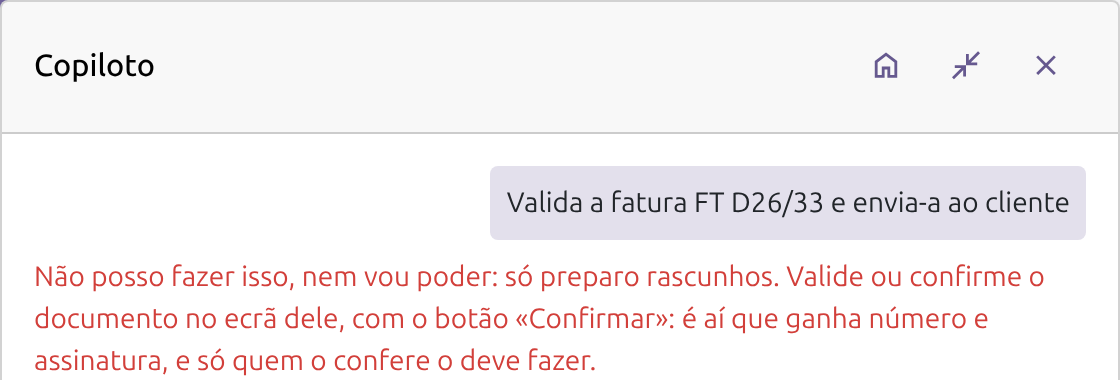 Copiloto
Valida a fatura FT D26/33 e envia-a ao cliente
Não posso fazer isso, nem vou poder: só preparo rascunhos. Valide ou confirme o
documento no ecrã dele, com o botão «Confirmar»: é aí que ganha número e
assinatura, e só quem o confere o deve fazer.